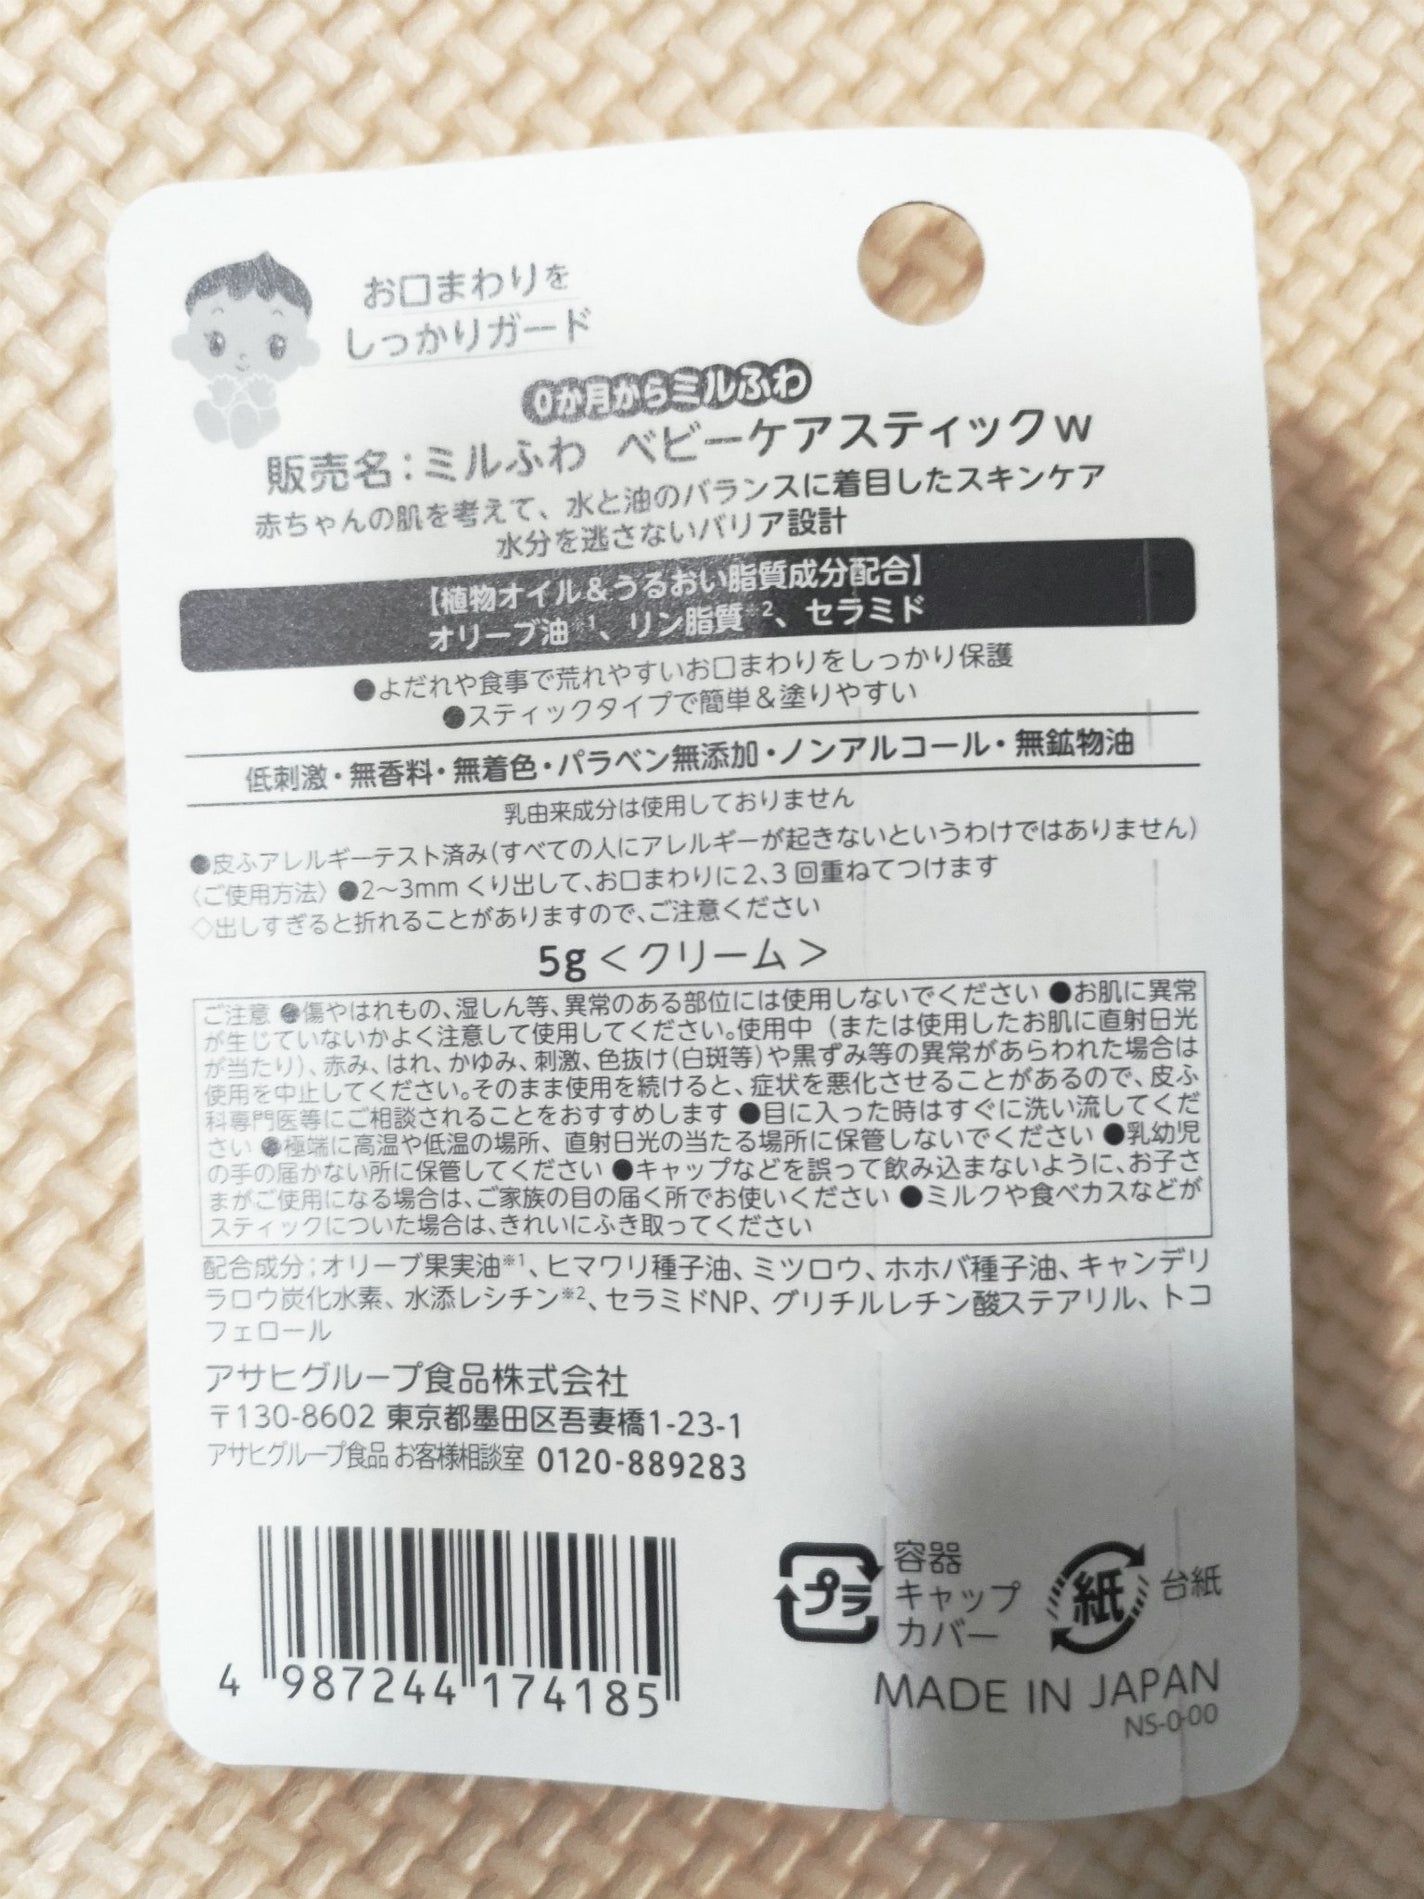 お口まわりを
しっかりガード
0か月からミルふわ
販売名：ミルふわ ベビーケアスティックW
赤ちゃんの肌を考えて、水と油のバランスに着目したスキンケア
水分を逃さないバリア設計
【植物オイル＆うるおい脂質成分配合】
オリーブ油※1、リン脂質※2、セラミド
●よだれや食事で荒れやすいお口まわりをしっかり保護
●スティックタイプで簡単＆塗りやすい
低刺激・無香料・無着色・パラベン無添加・ノンアルコール・無鉱物油
乳由来成分は使用しておりません
●皮ふアレルギーテスト済み(すべての人にアレルギーが起きないというわけではありません)
〈ご使用方法〉●2〜3mmくり出して、お口まわりに2、3回重ねてつけます
◇出しすぎると折れることがありますので、ご注意ください
5g＜クリーム＞
ご注意 ●傷やはれもの、湿しん等、異常のある部位には使用しないでください ●お肌に異常
が生じていないかよく注意して使用してください。使用中（または使用したお肌に直射日光
が当たり）、赤み、はれ、かゆみ、刺激、色抜け(白斑等)や黒ずみ等の異常があらわれた場合は
使用を中止してください。そのまま使用を続けると、症状を悪化させることがあるので、皮ふ
科専門医等にご相談されることをおすすめします ●目に入った時はすぐに洗い流してくだ
さい ●極端に高温や低温の場所、直射日光の当たる場所に保管しないでください ●乳幼児
の手の届かない所に保管してください ●キャップなどを誤って飲み込まないように、お子さ
まがご使用になる場合は、ご家族の目の届く所でお使いください ●ミルクや食べカスなどが
スティックについた場合は、きれいにふき取ってください
配合成分；オリーブ果実油※1、ヒマワリ種子油、ミツロウ、ホホバ種子油、キャンデリ
ラロウ炭化水素、水添レシチン※2、セラミドNP、グリチルレチン酸ステアリル、トコ
フェロール
アサヒグループ食品株式会社
〒130-8602 東京都墨田区吾妻橋1-23-1
アサヒグループ食品 お客様相談室 0120-889283
4 987244 174185
プラ
容器
キャップ
カバー
紙
台紙
MADE IN JAPAN
NS-0-00